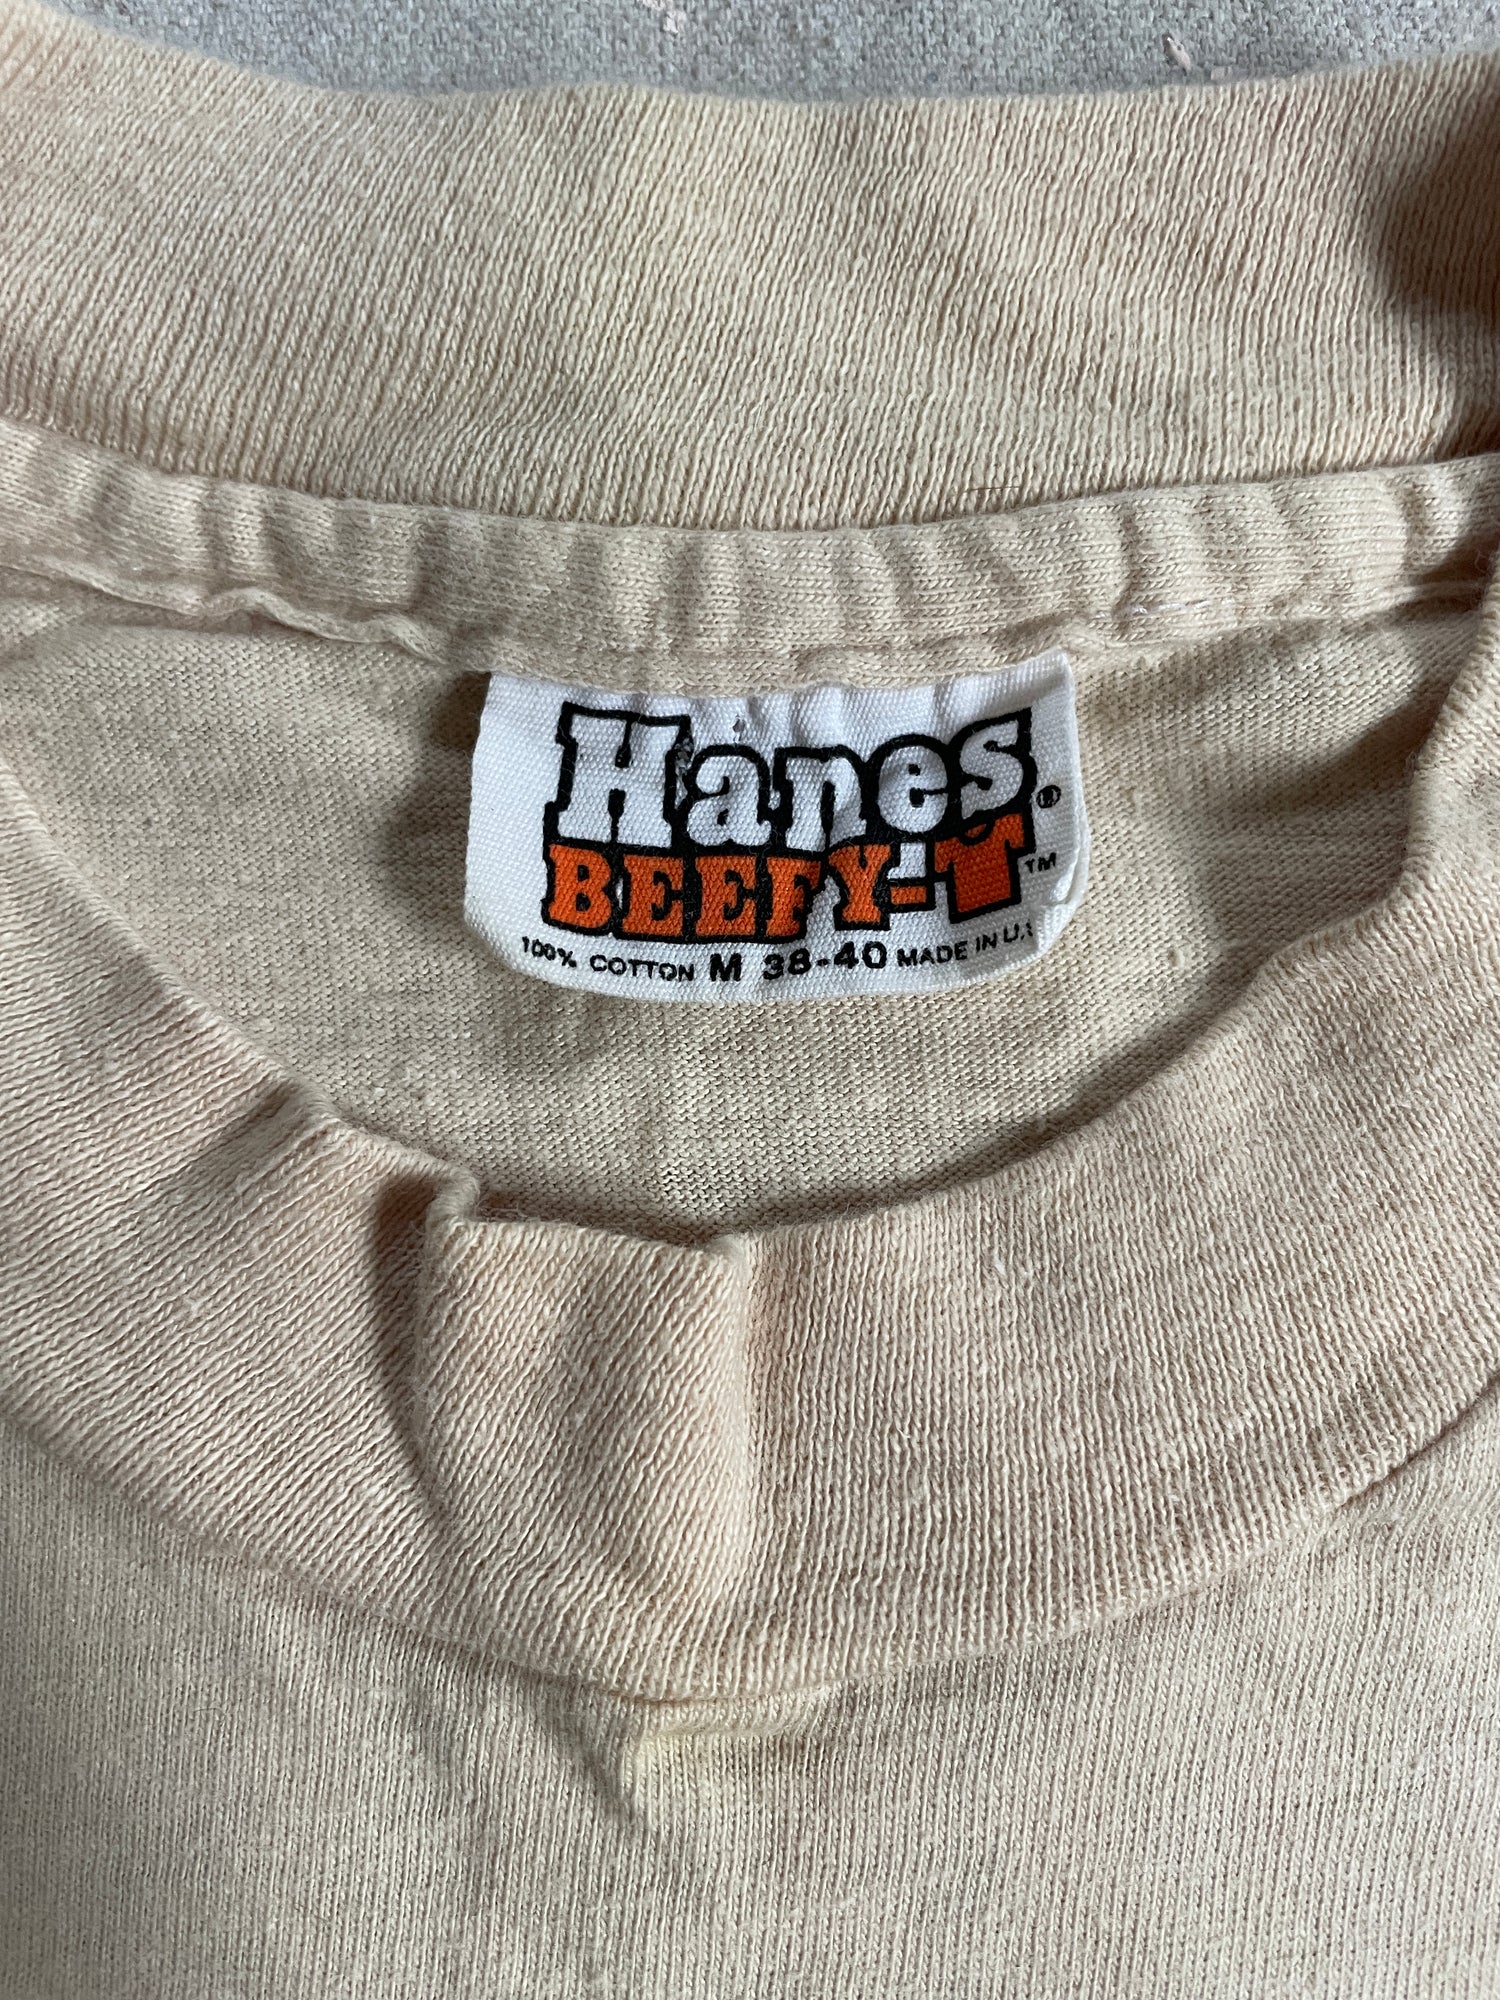 Hanes®
BEEFY-T™
100% COTTON M 38-40 MADE IN U.S